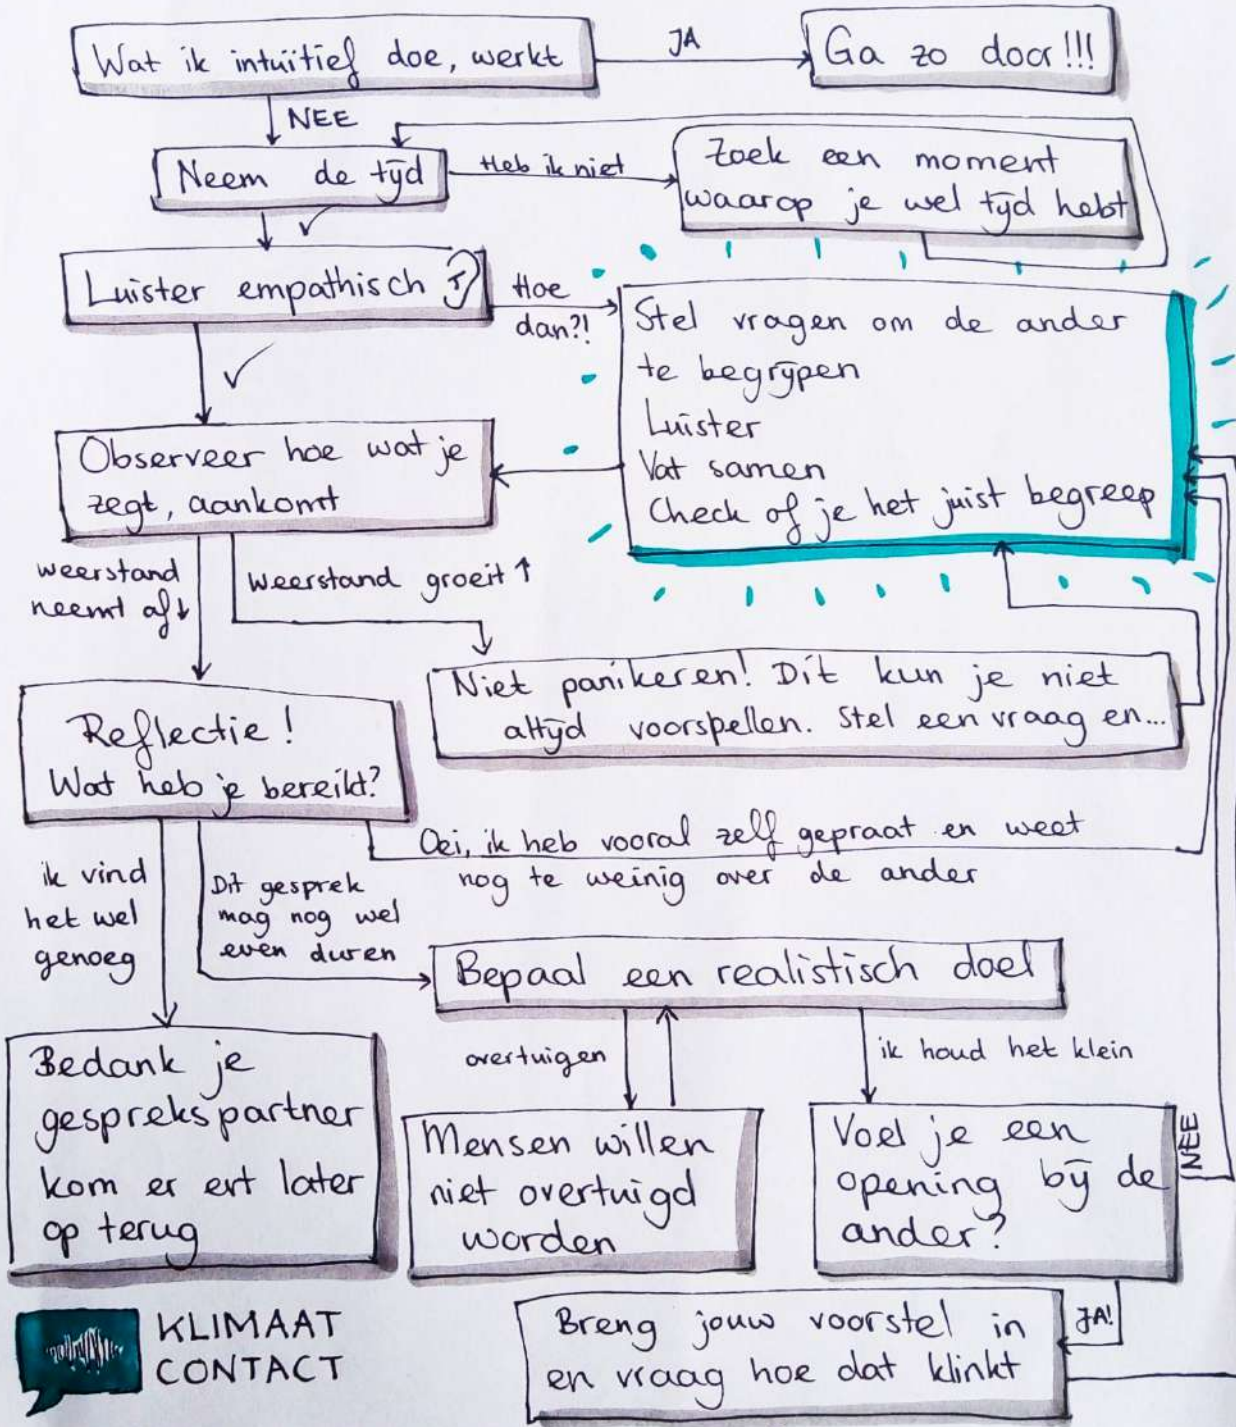 Wat ik intuïtief doe, werkt
JA
Ga zo door!!!
NEE
Neem de tijd
Heb ik niet
Zoek een moment
waarop je wel tijd hebt
Luister empathisch
Hoe
dan?!
Stel vragen om de ander
te begrijpen
Luister
Vat samen
Check of je het juist begreep
Observeer hoe wat je
zegt, aankomt
weerstand
neemt af↓
weerstand groeit ↑
Niet panikeren! Dit kun je niet
altijd voorspellen. Stel een vraag en...
Reflectie!
Wat heb je bereikt?
Oei, ik heb vooral zelf gepraat en weet
nog te weinig over de ander
ik vind
het wel
genoeg
Dit gesprek
mag nog wel
even duren
Bepaal een realistisch doel
overtuigen
ik houd het klein
Bedank je
gesprekspartner
kom er evt later
op terug
Mensen willen
niet overtuigd
worden
Voel je een
opening bij de
ander?
NEE
JA!
Breng jouw voorstel in
en vraag hoe dat klinkt
KLIMAAT
CONTACT